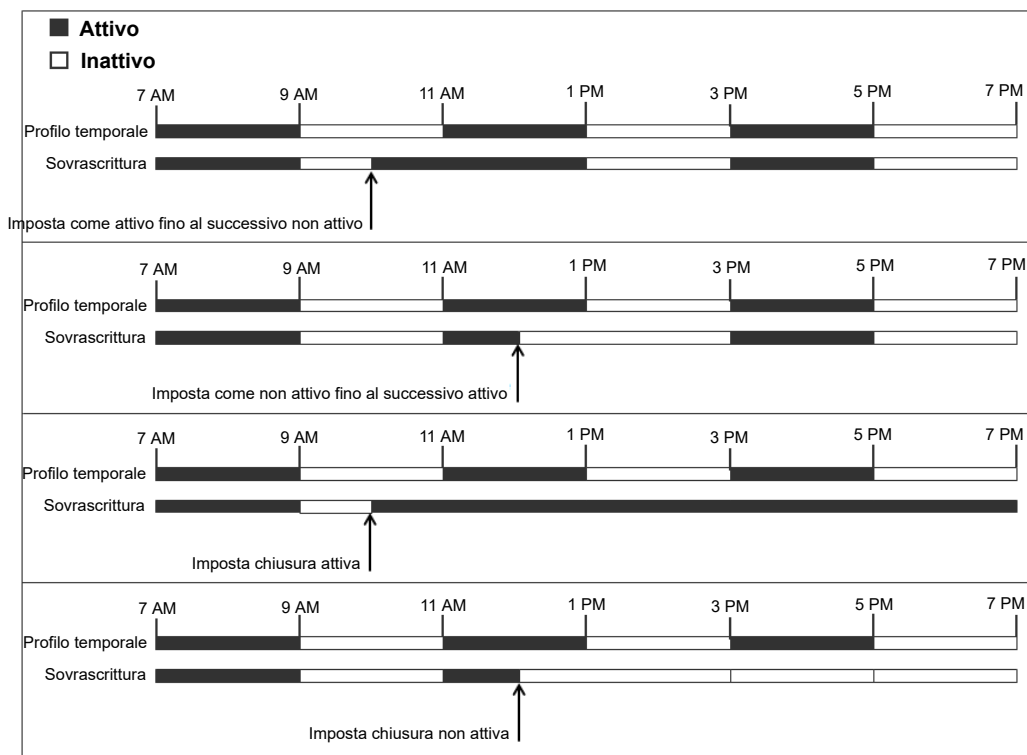 Attivo
Inattivo
7 AM 9 AM 11 AM 1 PM 3 PM 5 PM 7 PM
Profilo temporale
Sovrascrittura
Imposta come attivo fino al successivo non attivo
7 AM 9 AM 11 AM 1 PM 3 PM 5 PM 7 PM
Profilo temporale
Sovrascrittura
Imposta come non attivo fino al successivo attivo
7 AM 9 AM 11 AM 1 PM 3 PM 5 PM 7 PM
Profilo temporale
Sovrascrittura
Imposta chiusura attiva
7 AM 9 AM 11 AM 1 PM 3 PM 5 PM 7 PM
Profilo temporale
Sovrascrittura
Imposta chiusura non attiva